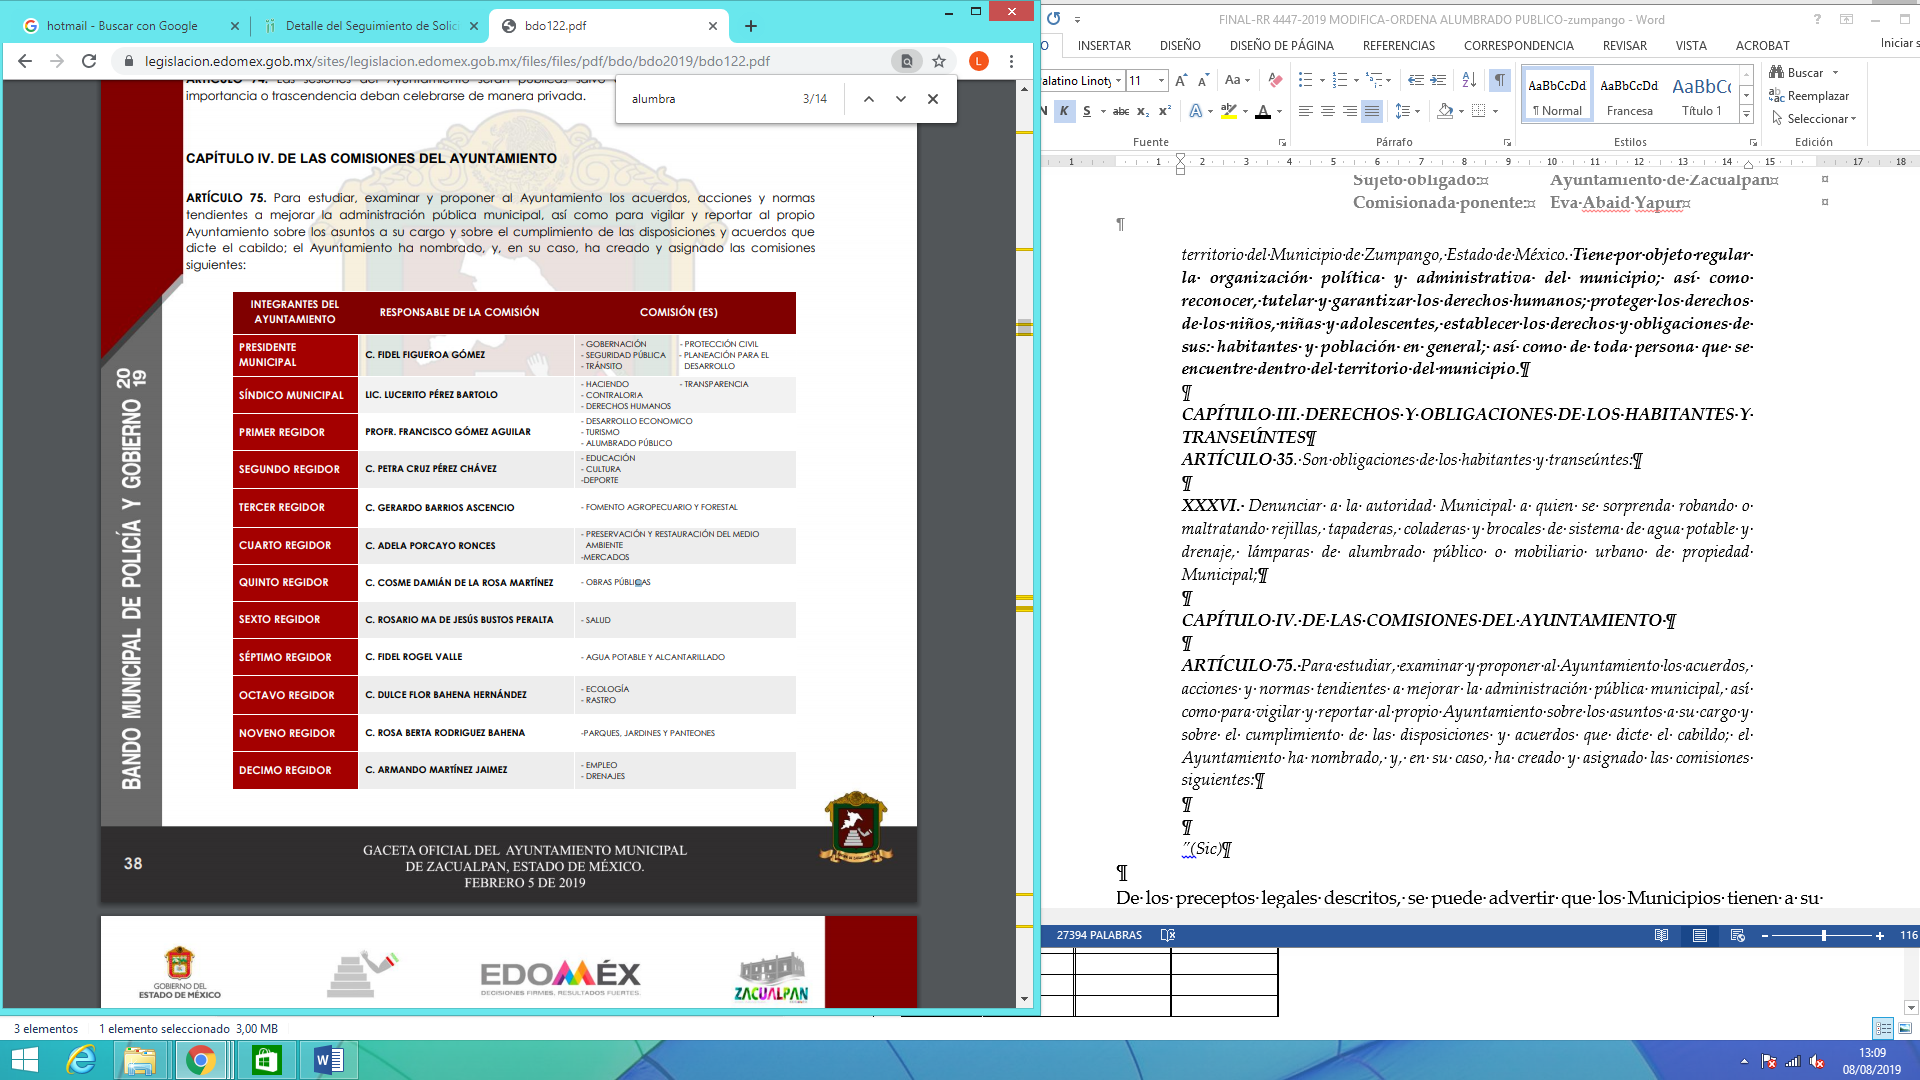 hotmail - Buscar con Google
Detalle del Seguimiento de Solic
bdo122.pdf
legislacion.edomex.gob.mx/sites/legislacion.edomex.gob.mx/files/files/pdf/bdo/bdo2019/bdo122.pdf
L
alumbra
3/14
importancia o trascendencia deban celebrarse de manera privada.
CAPÍTULO IV. DE LAS COMISIONES DEL AYUNTAMIENTO
ARTÍCULO 75. Para estudiar, examinar y proponer al Ayuntamiento los acuerdos, acciones y normas
tendientes a mejorar la administración pública municipal, así como para vigilar y reportar al propio
Ayuntamiento sobre los asuntos a su cargo y sobre el cumplimiento de las disposiciones y acuerdos que
dicte el cabildo; el Ayuntamiento ha nombrado, y, en su caso, ha creado y asignado las comisiones
siguientes:
INTEGRANTES DEL AYUNTAMIENTO
RESPONSABLE DE LA COMISIÓN
COMISIÓN (ES)
PRESIDENTE MUNICIPAL
C. FIDEL FIGUEROA GÓMEZ
- GOBERNACIÓN
- SEGURIDAD PÚBLICA
- TRÁNSITO
- PROTECCIÓN CIVIL
- PLANEACIÓN PARA EL
DESARROLLO
SÍNDICO MUNICIPAL
LIC. LUCERITO PÉREZ BARTOLO
- HACIENDO
- CONTRALORIA
- DERECHOS HUMANOS
- TRANSPARENCIA
PRIMER REGIDOR
PROFR. FRANCISCO GÓMEZ AGUILAR
- DESARROLLO ECONOMICO
- TURISMO
- ALUMBRADO PÚBLICO
SEGUNDO REGIDOR
C. PETRA CRUZ PÉREZ CHÁVEZ
- EDUCACIÓN
- CULTURA
-DEPORTE
TERCER REGIDOR
C. GERARDO BARRIOS ASCENCIO
- FOMENTO AGROPECUARIO Y FORESTAL
CUARTO REGIDOR
C. ADELA PORCAYO RONCES
- PRESERVACIÓN Y RESTAURACIÓN DEL MEDIO
AMBIENTE
-MERCADOS
QUINTO REGIDOR
C. COSME DAMIÁN DE LA ROSA MARTÍNEZ
- OBRAS PÚBLICAS
SEXTO REGIDOR
C. ROSARIO MA DE JESÚS BUSTOS PERALTA
- SALUD
SÉPTIMO REGIDOR
C. FIDEL ROGEL VALLE
- AGUA POTABLE Y ALCANTARILLADO
OCTAVO REGIDOR
C. DULCE FLOR BAHENA HERNÁNDEZ
- ECOLOGÍA
- RASTRO
NOVENO REGIDOR
C. ROSA BERTA RODRIGUEZ BAHENA
-PARQUES, JARDINES Y PANTEONES
DECIMO REGIDOR
C. ARMANDO MARTÍNEZ JAIMEZ
- EMPLEO
- DRENAJES
BANDO MUNICIPAL DE POLICÍA Y GOBIERNO 2019
38
GACETA OFICIAL DEL AYUNTAMIENTO MUNICIPAL
DE ZACUALPAN, ESTADO DE MÉXICO.
FEBRERO 5 DE 2019
GOBIERNO DEL
ESTADO DE MÉXICO
EDOMÉX
DECISIONES FIRMES, RESULTADOS FUERTES.
ZACUALPAN
3 elementos
1 elemento seleccionado 3,00 MB
FINAL-RR 4447-2019 MODIFICA-ORDENA ALUMBRADO PUBLICO-zumpango - Word
O INSERTAR DISEÑO DISEÑO DE PÁGINA REFERENCIAS CORRESPONDENCIA REVISAR VISTA ACROBAT
Iniciar s
alatino Linoty
11
Fuente
Párrafo
AaBbCcDd AaBbCcDd AaBbCc
¶ Normal
Francesa
Título 1
Estilos
Buscar
Reemplazar
Seleccionar
Edición
Sujeto obligado: Ayuntamiento de Zacualpan
Comisionada ponente: Eva Abaid Yapur
¶
territorio del Municipio de Zumpango, Estado de México. Tiene por objeto regular
la organización política y administrativa del municipio; así como
reconocer, tutelar y garantizar los derechos humanos; proteger los derechos
de los niños, niñas y adolescentes, establecer los derechos y obligaciones de
sus: habitantes y población en general; así como de toda persona que se
encuentre dentro del territorio del municipio.¶
¶
CAPÍTULO III. DERECHOS Y OBLIGACIONES DE LOS HABITANTES Y
TRANSEÚNTES¶
ARTÍCULO 35. Son obligaciones de los habitantes y transeúntes:¶
¶
XXXVI. Denunciar a la autoridad Municipal a quien se sorprenda robando o
maltratando rejillas, tapaderas, coladeras y brocales de sistema de agua potable y
drenaje, lámparas de alumbrado público o mobiliario urbano de propiedad
Municipal;¶
¶
CAPÍTULO IV. DE LAS COMISIONES DEL AYUNTAMIENTO ¶
¶
ARTÍCULO 75. Para estudiar, examinar y proponer al Ayuntamiento los acuerdos,
acciones y normas tendientes a mejorar la administración pública municipal, así
como para vigilar y reportar al propio Ayuntamiento sobre los asuntos a su cargo y
sobre el cumplimiento de las disposiciones y acuerdos que dicte el cabildo; el
Ayuntamiento ha nombrado, y, en su caso, ha creado y asignado las comisiones
siguientes:¶
¶
¶
"(Sic)¶
¶
De los preceptos legales descritos, se puede advertir que los Municipios tienen a su
27394 PALABRAS
116
13:09
08/08/2019